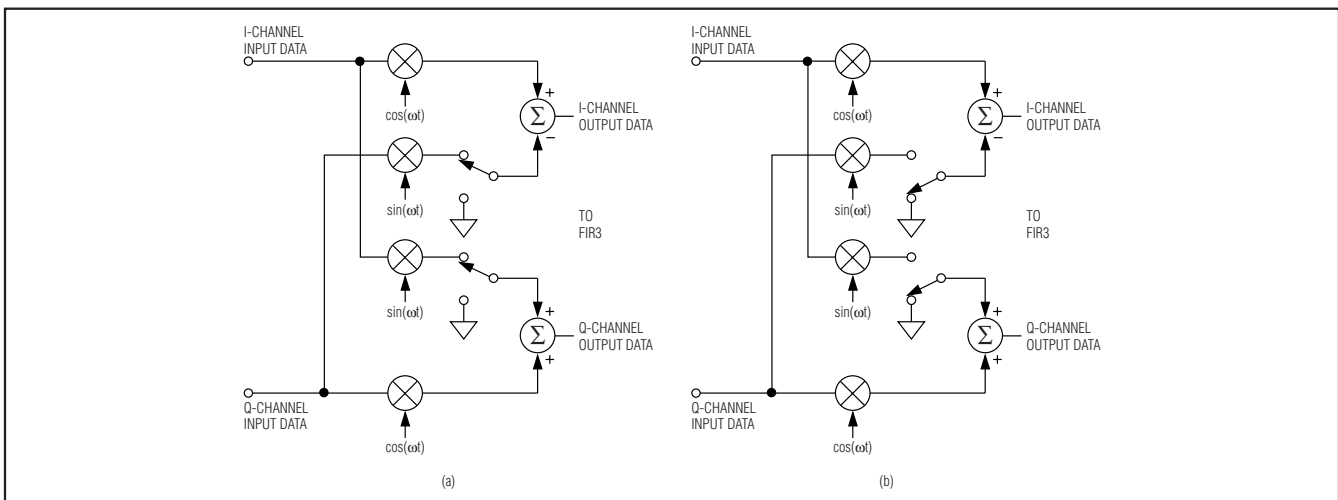 I-CHANNEL
INPUT DATA
cos(ωt)
+
Σ
−
I-CHANNEL
OUTPUT DATA
sin(ωt)
TO
FIR3
sin(ωt)
+
Σ
+
Q-CHANNEL
OUTPUT DATA
Q-CHANNEL
INPUT DATA
cos(ωt)
(a)
I-CHANNEL
INPUT DATA
cos(ωt)
+
Σ
−
I-CHANNEL
OUTPUT DATA
sin(ωt)
TO
FIR3
sin(ωt)
+
Σ
+
Q-CHANNEL
OUTPUT DATA
Q-CHANNEL
INPUT DATA
cos(ωt)
(b)